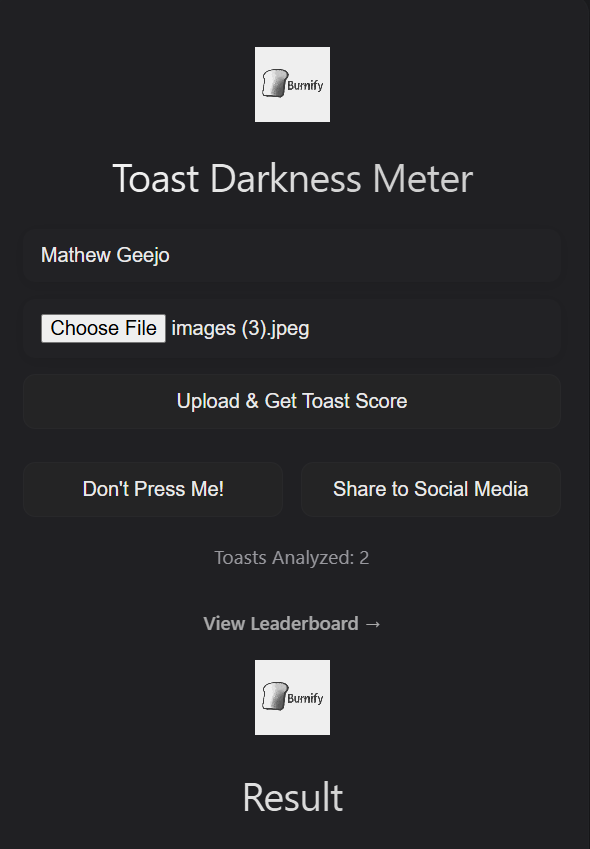 Burnify
Toast Darkness Meter
Mathew Geejo
Choose File images (3).jpeg
Upload & Get Toast Score
Don't Press Me! Share to Social Media
Toasts Analyzed: 2
View Leaderboard →
Burnify
Result